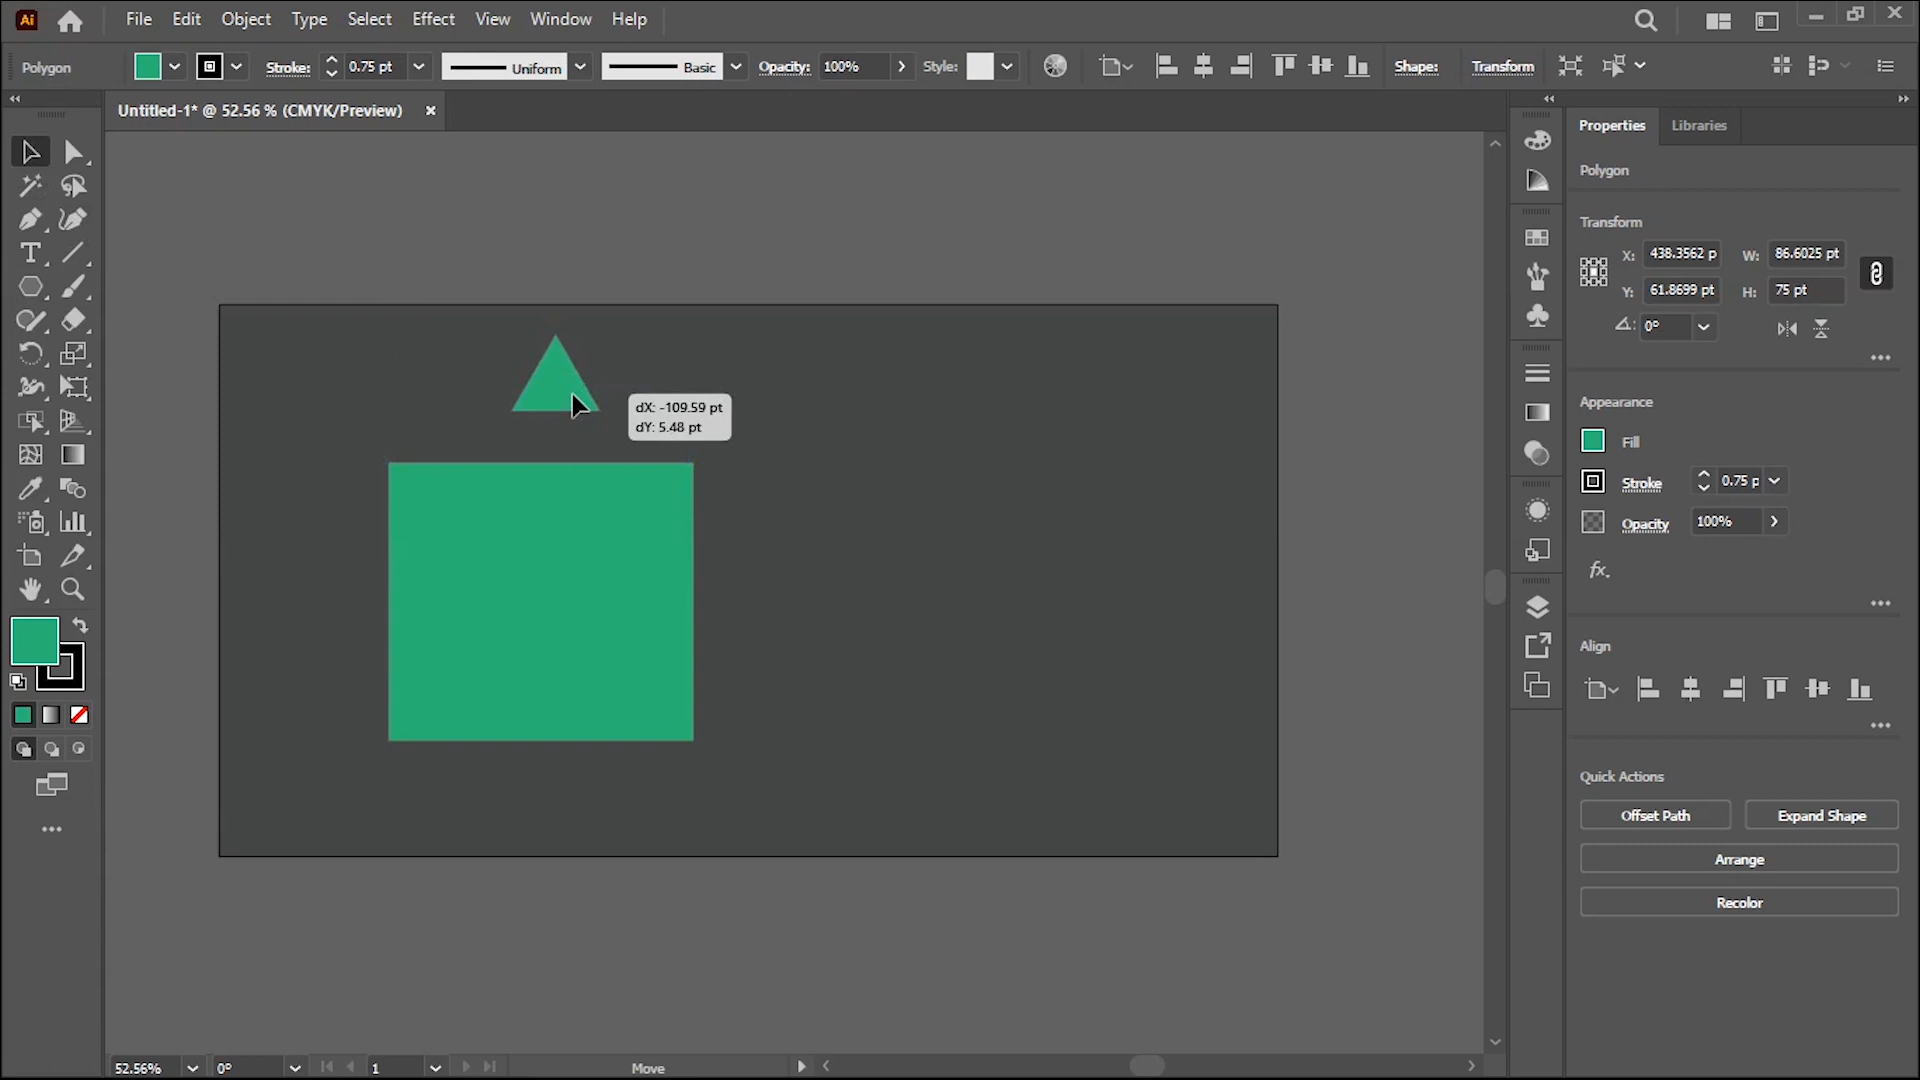 Ai File Edit Object Type Select Effect View Window Help
Polygon Stroke: 0.75 pt Uniform Basic Opacity: 100% Style: Shape: Transform
Untitled-1* @ 52.56 % (CMYK/Preview)
Properties Libraries
Polygon
Transform
X: 438.3562 p W: 86.6025 pt
Y: 61.8699 pt H: 75 pt
0°
dX: -109.59 pt
dY: 5.48 pt
Appearance
Fill
Stroke 0.75 p
Opacity 100%
fx.
Align
Quick Actions
Offset Path Expand Shape
Arrange
Recolor
52.56% 0° 1 Move